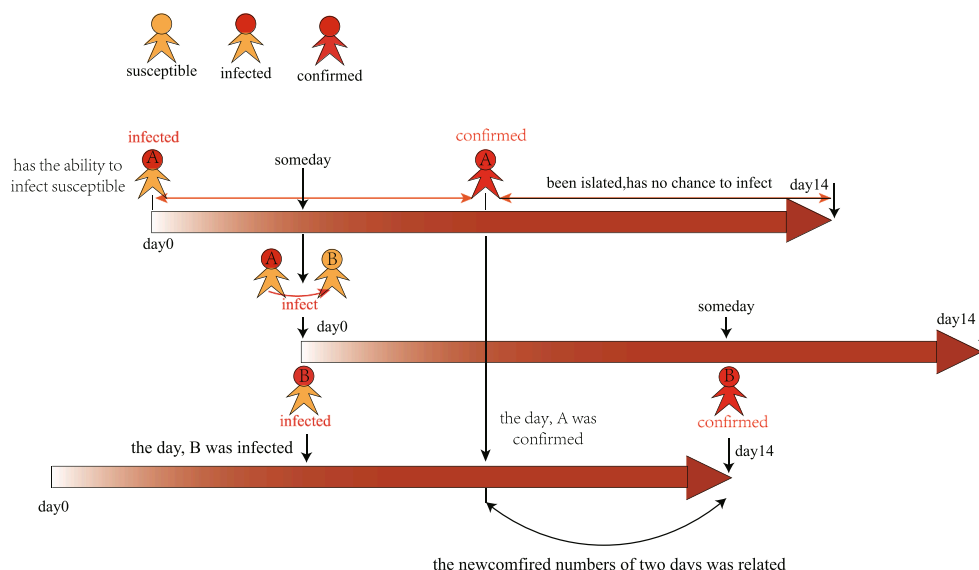 susceptible
infected
confirmed
infected
confirmed
has the ability to
infect susceptible
A
someday
A
been islated,has no chance to infect
day14
day0
A
B
infect
day0
someday
day14
B
B
infected
the day, A was
confirmed
confirmed
the day, B was infected
day14
day0
the newcomfired numbers of two days was related